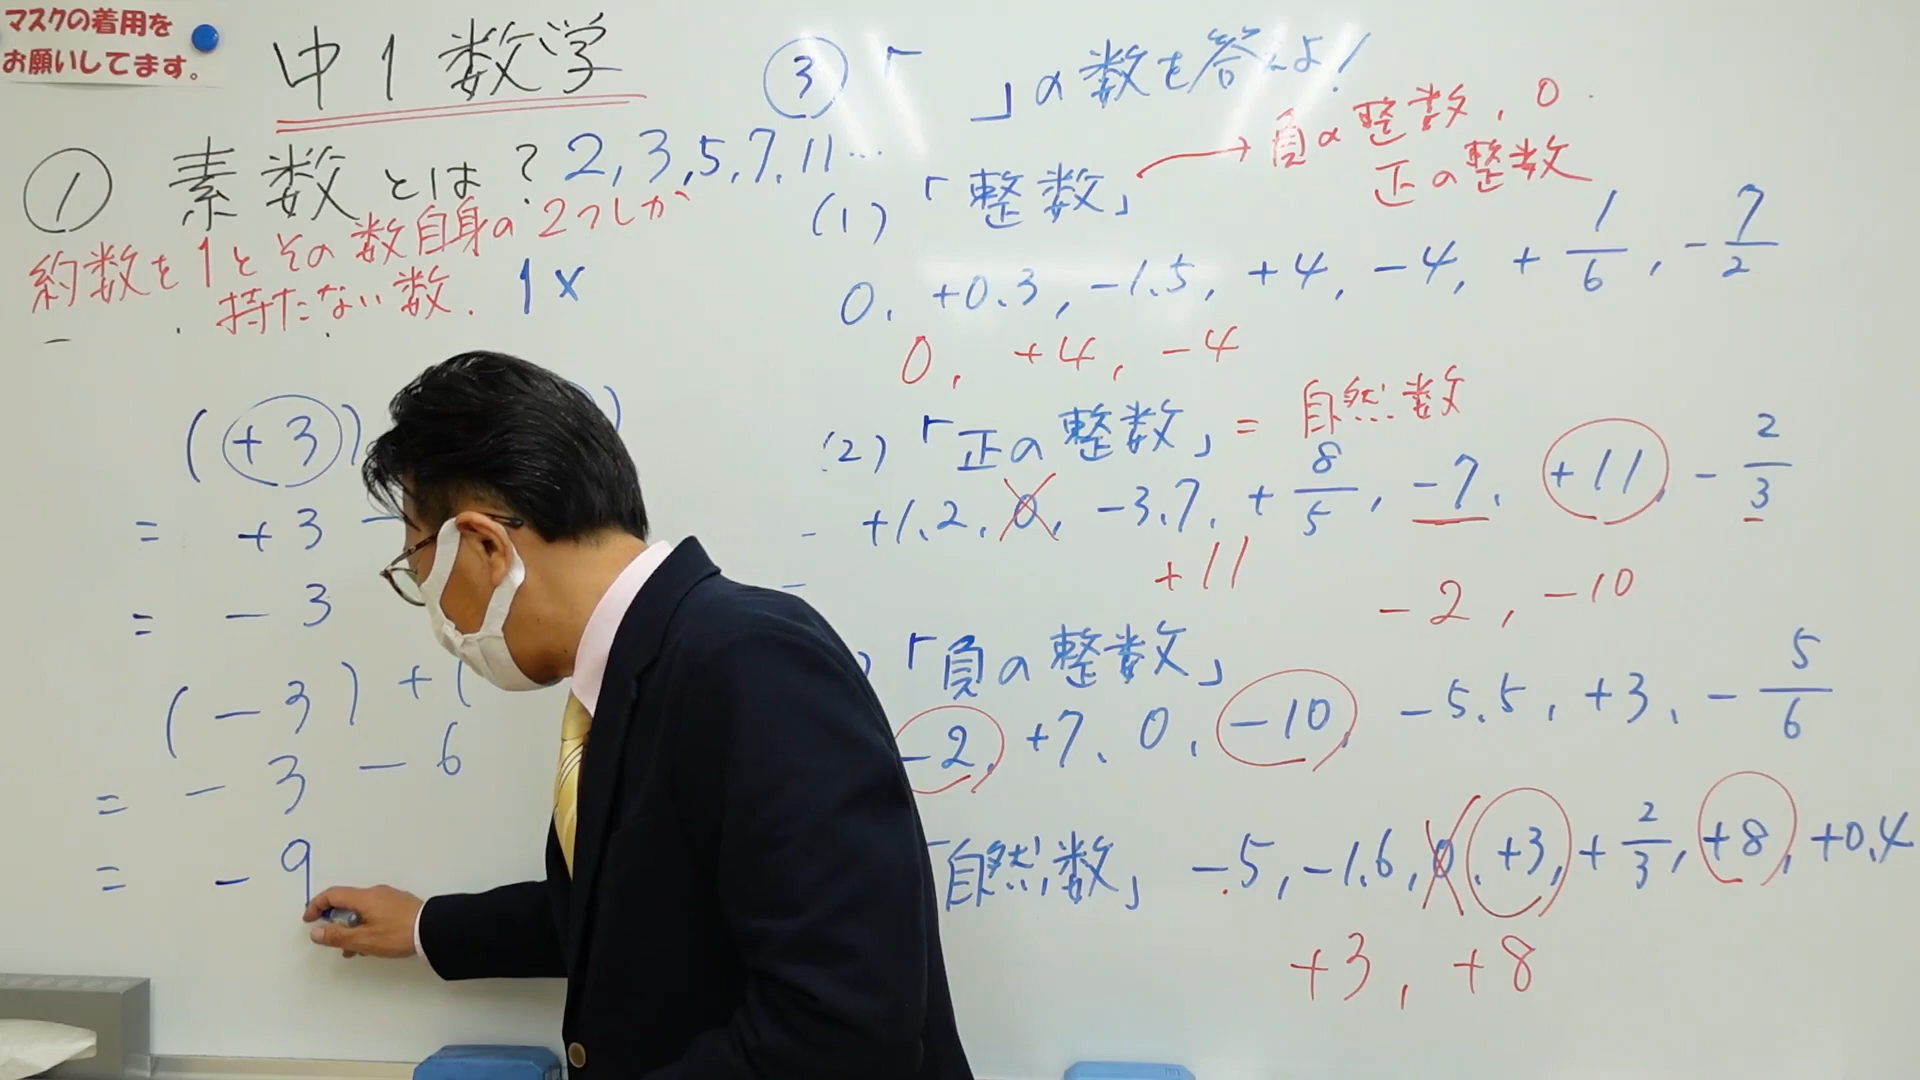 マスクの着用を
お願いしてます。
中1数学
① 素数とは? 2, 3, 5, 7, 11…
約数を1とその数自身の2つしか
持たない数. 1×
(+3)
= +3 -
= -3
(-3)+(
= -3-6
= -9
③「 」の数を答えよ!
(1)「整数」→負の整数, 0
正の整数
0, +0.3, -1.5, +4, -4, +1/6, -7/2
0, +4, -4
(2)「正の整数」= 自然数
+1.2, 0, -3.7, +8/5, -7, +11, -2/3
+11
-2, -10
)「負の整数」
-2, +7, 0, -10, -5.5, +3, -5/6
「自然数」 -5, -1.6, 0, +3, +2/3, +8, +0.4
+3, +8